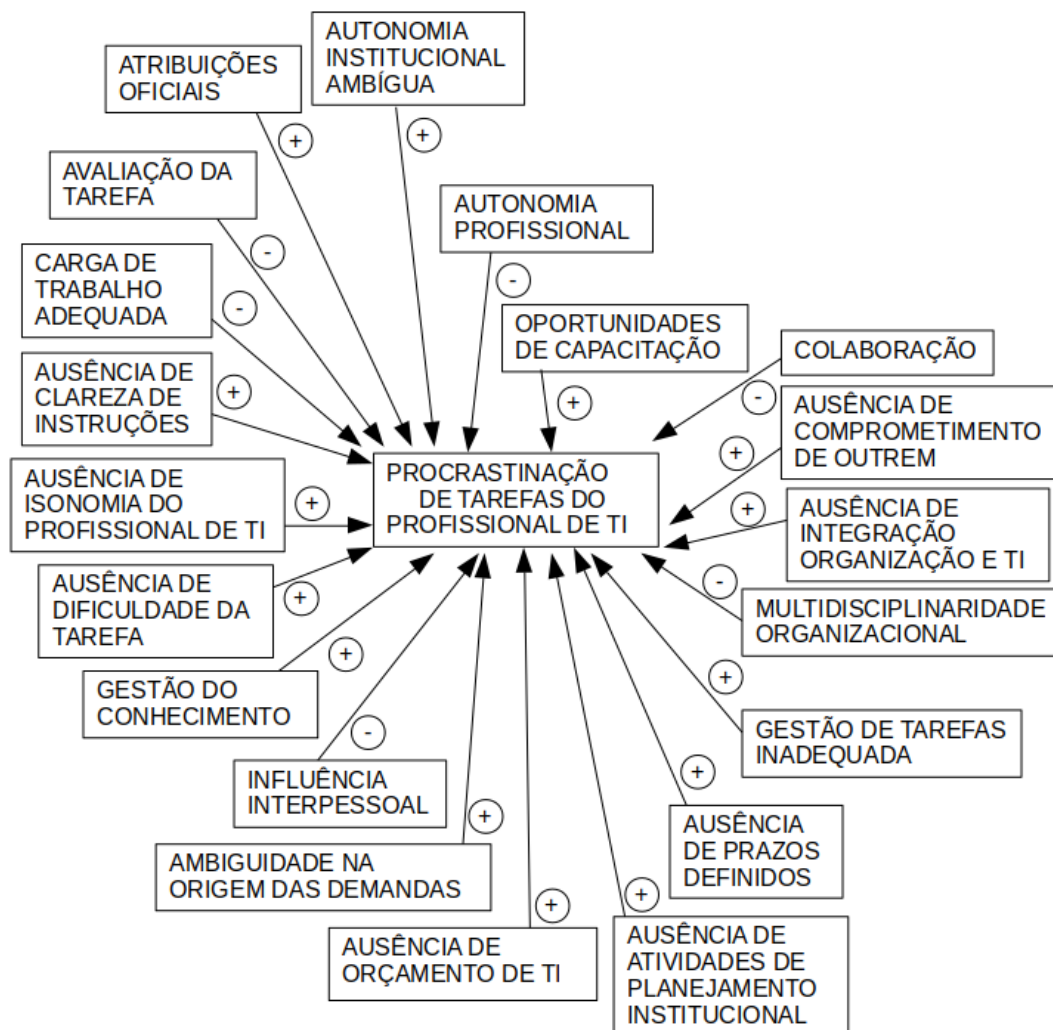 AUTONOMIA
INSTITUCIONAL
AMBÍGUA
+
ATRIBUIÇÕES
OFICIAIS
+
AVALIAÇÃO DA
TAREFA
-
AUTONOMIA
PROFISSIONAL
-
CARGA DE
TRABALHO
ADEQUADA
-
OPORTUNIDADES
DE CAPACITAÇÃO
+
COLABORAÇÃO
-
AUSÊNCIA DE
CLAREZA DE
INSTRUÇÕES
+
AUSÊNCIA DE
COMPROMETIMENTO
DE OUTREM
+
PROCRASTINAÇÃO
DE TAREFAS DO
PROFISSIONAL DE TI
AUSÊNCIA DE
ISONOMIA DO
PROFISSIONAL DE TI
+
AUSÊNCIA DE
INTEGRAÇÃO
ORGANIZAÇÃO E TI
+
AUSÊNCIA DE
DIFICULDADE DA
TAREFA
+
MULTIDISCIPLINARIDADE
ORGANIZACIONAL
-
GESTÃO DO
CONHECIMENTO
+
GESTÃO DE TAREFAS
INADEQUADA
+
INFLUÊNCIA
INTERPESSOAL
-
AUSÊNCIA
DE PRAZOS
DEFINIDOS
+
AMBIGUIDADE NA
ORIGEM DAS DEMANDAS
+
AUSÊNCIA DE
ORÇAMENTO DE TI
+
AUSÊNCIA DE
ATIVIDADES DE
PLANEJAMENTO
INSTITUCIONAL
+